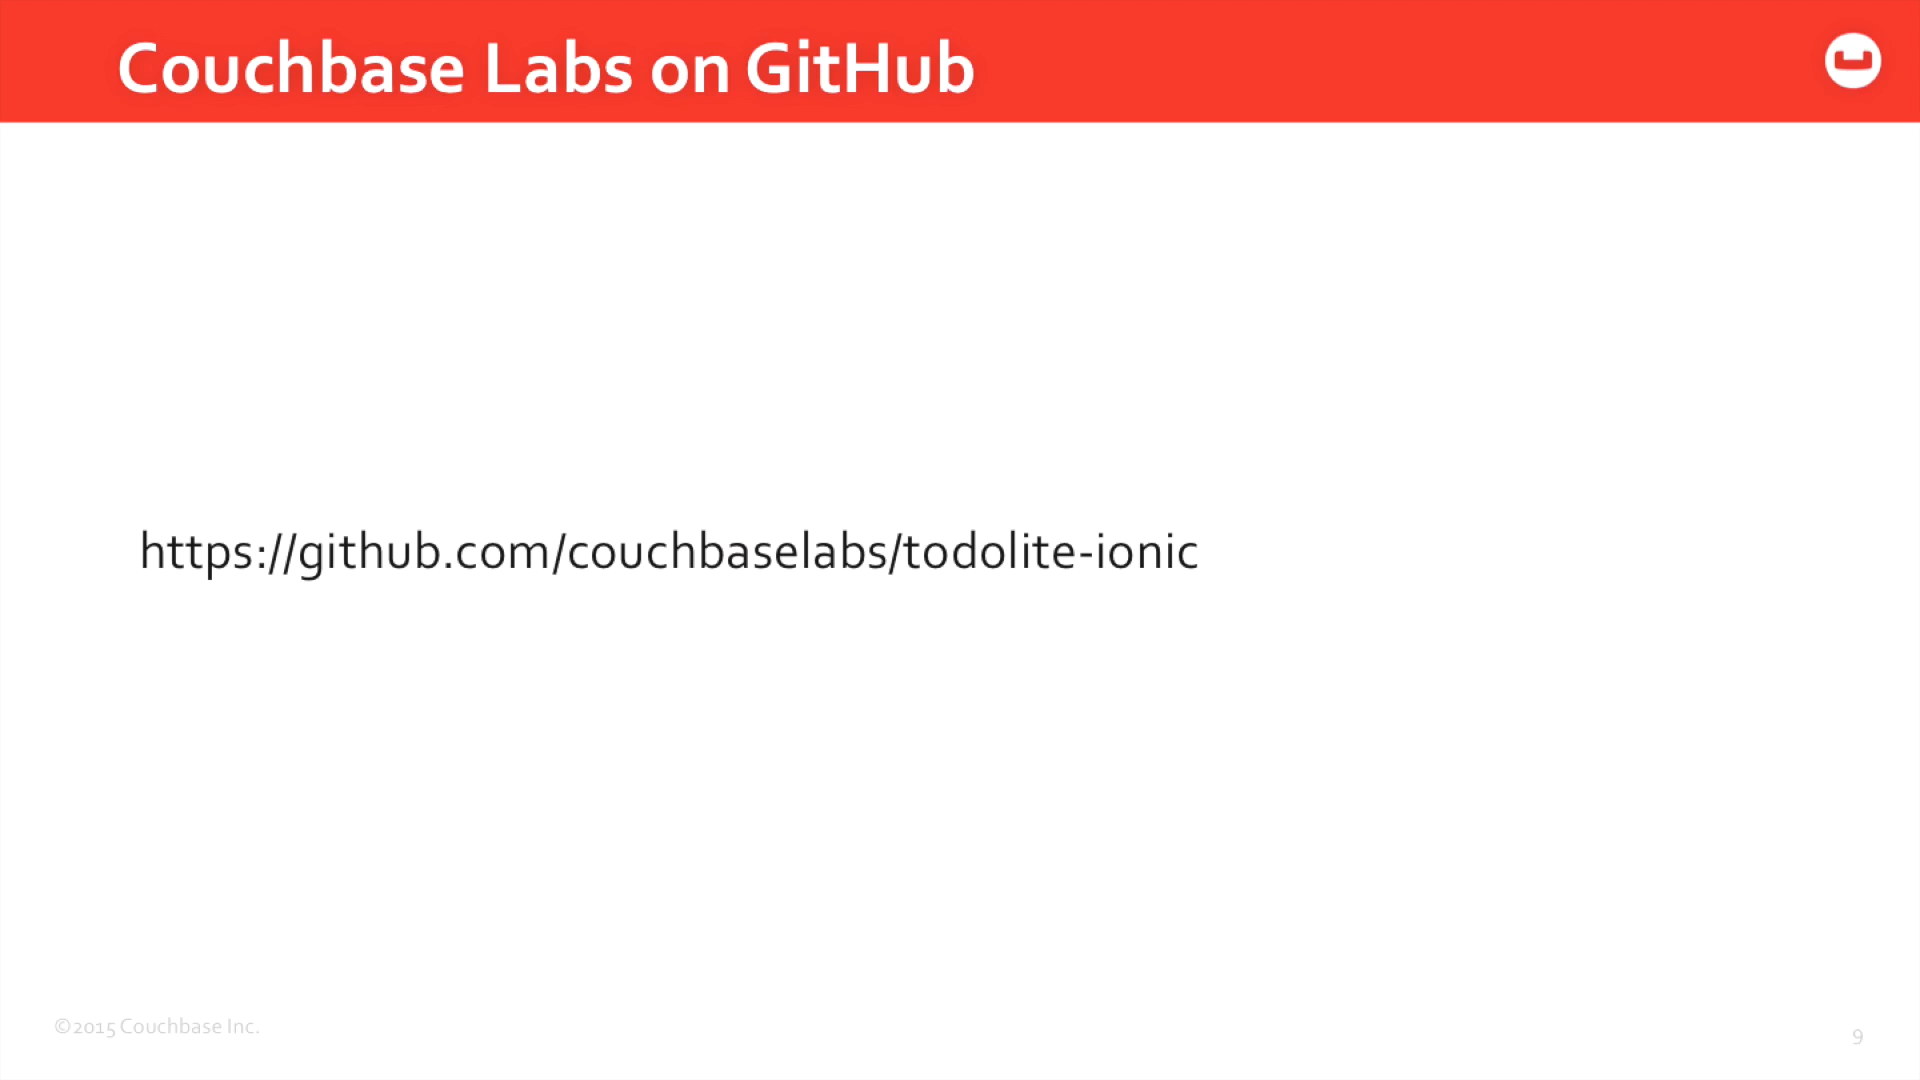 Couchbase Labs on GitHub
https://github.com/couchbaselabs/todolite-ionic
©2015 Couchbase Inc.
9